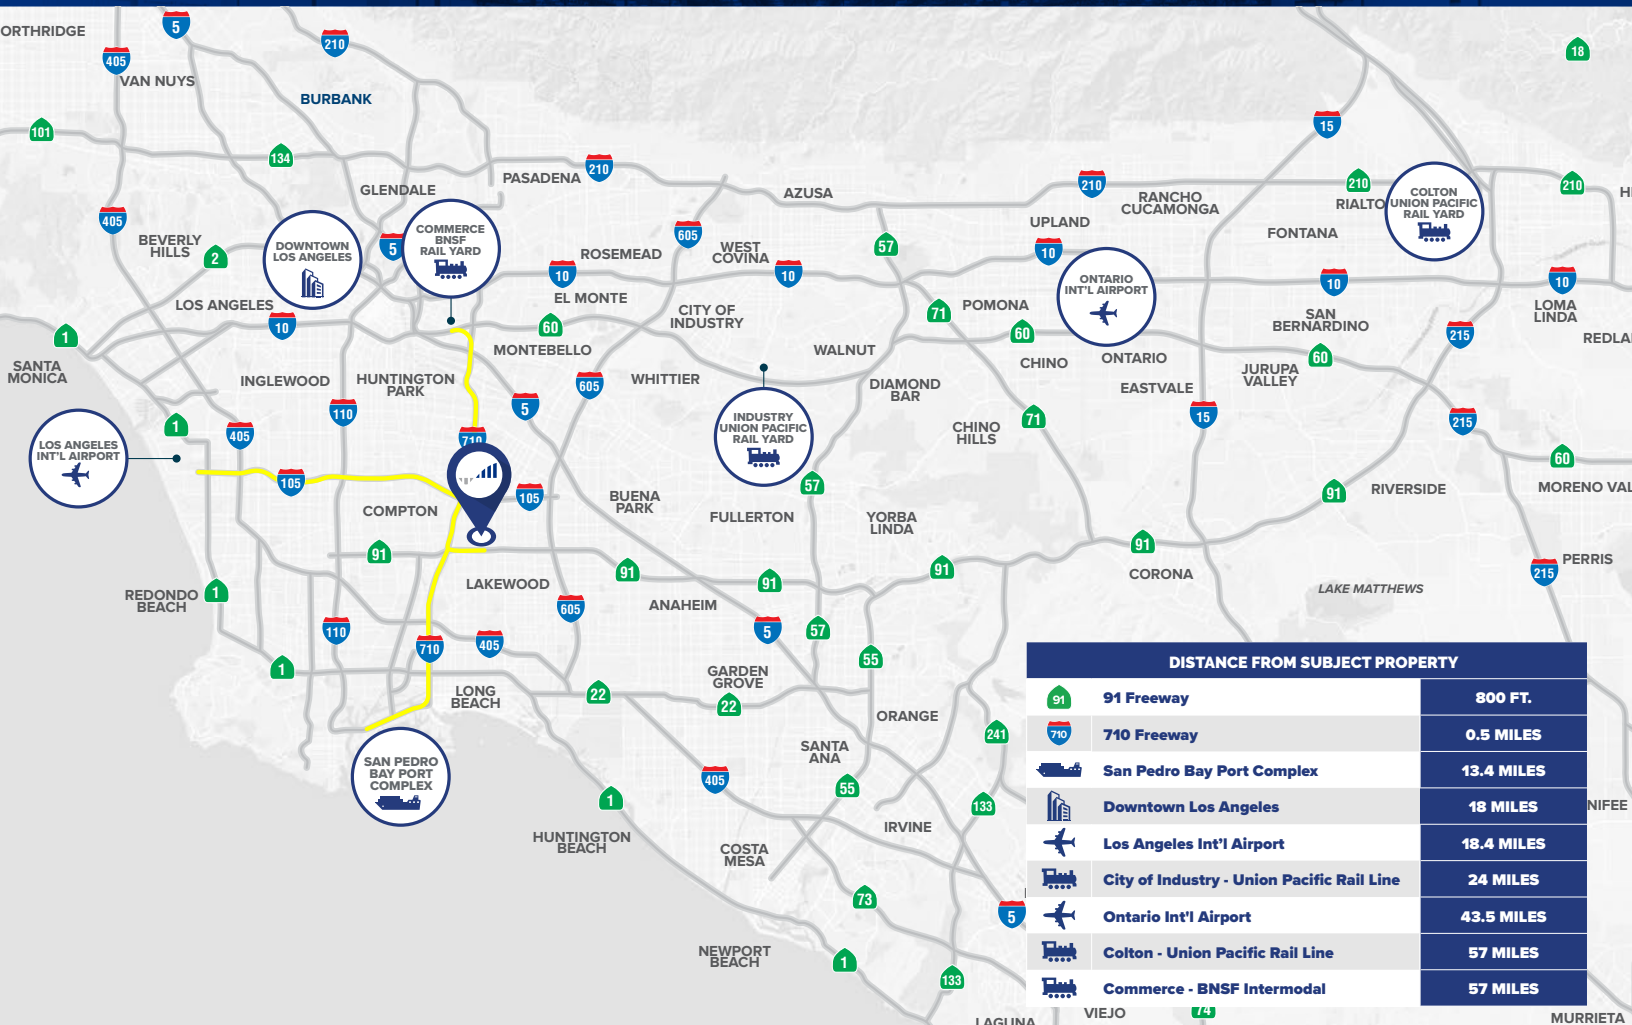 ORTHRIDGE
5
210
405
VAN NUYS
BURBANK
18
101
134
15
PASADENA
210
GLENDALE
AZUSA
210
RANCHO
CUCAMONGA
210
RIALTO
210
COLTON
UNION PACIFIC
RAIL YARD
405
BEVERLY
HILLS
2
DOWNTOWN
LOS ANGELES
5
COMMERCE
BNSF
RAIL YARD
ROSEMEAD
605
WEST
COVINA
57
UPLAND
10
FONTANA
10
10
ONTARIO
INT'L AIRPORT
10
10
LOS ANGELES
10
EL MONTE
CITY OF
INDUSTRY
71
POMONA
SAN
BERNARDINO
LOMA
LINDA
1
60
60
215
REDLA
SANTA
MONICA
MONTEBELLO
WALNUT
CHINO
ONTARIO
60
INGLEWOOD
HUNTINGTON
PARK
605
WHITTIER
DIAMOND
BAR
EASTVALE
JURUPA
VALLEY
110
5
71
15
215
1
405
710
INDUSTRY
UNION PACIFIC
RAIL YARD
CHINO
HILLS
LOS ANGELES
INT'L AIRPORT
60
105
105
57
91
RIVERSIDE
MORENO VAL
COMPTON
BUENA
PARK
FULLERTON
YORBA
LINDA
91
91
91
91
91
CORONA
PERRIS
215
LAKEWOOD
LAKE MATTHEWS
REDONDO
BEACH
1
605
ANAHEIM
110
710
405
5
57
55
1
LONG
BEACH
22
GARDEN
GROVE
22
ORANGE
241
SAN PEDRO
BAY PORT
COMPLEX
SANTA
ANA
405
55
133
1
HUNTINGTON
BEACH
COSTA
MESA
IRVINE
NIFEE
73
5
NEWPORT
BEACH
1
133
LAGUNA
VIEJO
74
MURRIETA
DISTANCE FROM SUBJECT PROPERTY
91 91 Freeway 800 FT.
710 710 Freeway 0.5 MILES
San Pedro Bay Port Complex 13.4 MILES
Downtown Los Angeles 18 MILES
Los Angeles Int'l Airport 18.4 MILES
City of Industry - Union Pacific Rail Line 24 MILES
Ontario Int'l Airport 43.5 MILES
Colton - Union Pacific Rail Line 57 MILES
Commerce - BNSF Intermodal 57 MILES